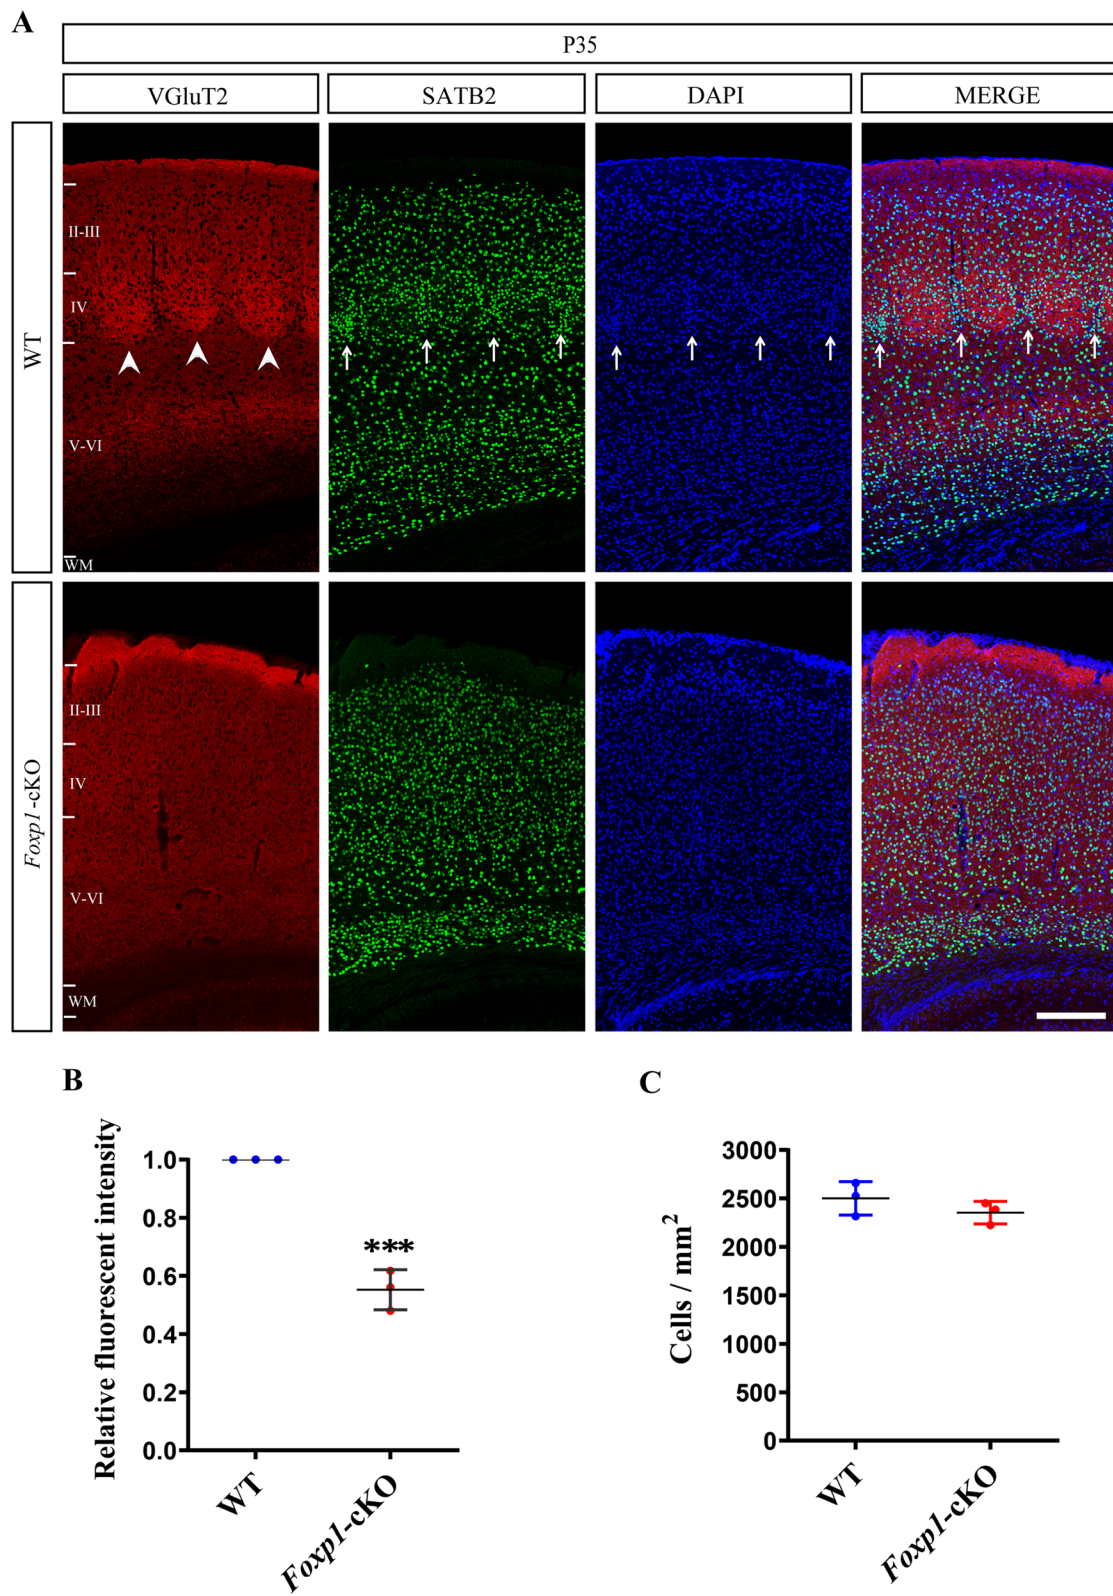 A
P35
VGluT2 SATB2 DAPI MERGE
WT
II-III
IV
V-VI
WM
Foxp1-cKO
II-III
IV
V-VI
WM
B
Relative fluorescent intensity
1.0
0.8
0.6
0.4
0.2
0.0
***
WT
Foxp1-cKO
C
Cells / mm²
3000
2500
2000
1500
1000
500
0
WT
Foxp1-cKO